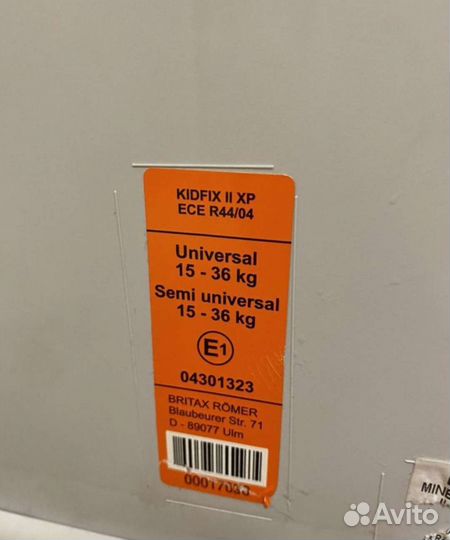 KIDFIX II XP
ECE R44/04
Universal
15 - 36 kg
Semi universal
15 - 36 kg
E1
04301323
BRITAX RÖMER
Blaubeurer Str. 71
D - 89077 Ulm
MINE
Avito